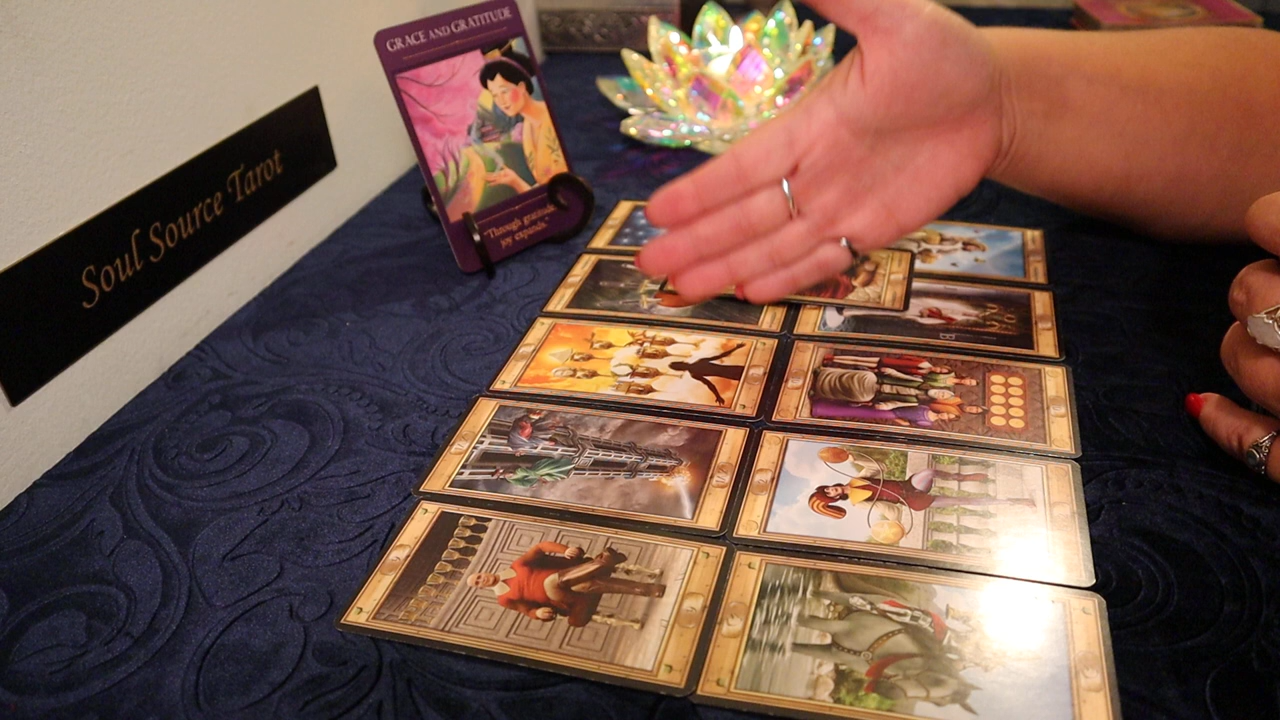 Soul Source Tarot
GRACE AND GRATITUDE
"Through gratitude,
joy expands."